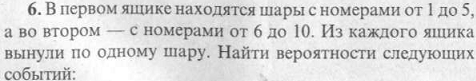 6. В первом ящике находятся шары с номерами от 1 до 5,
а во втором — с номерами от 6 до 10. Из каждого ящика
вынули по одному шару. Найти вероятности следующих
событий: